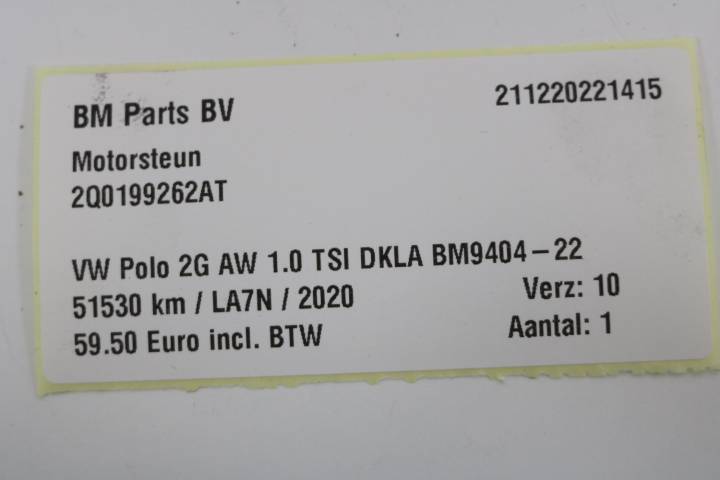 BM Parts BV
211220221415
Motorsteun
2Q0199262AT
VW Polo 2G AW 1.0 TSI DKLA BM9404-22
51530 km / LA7N / 2020
Verz: 10
59.50 Euro incl. BTW
Aantal: 1